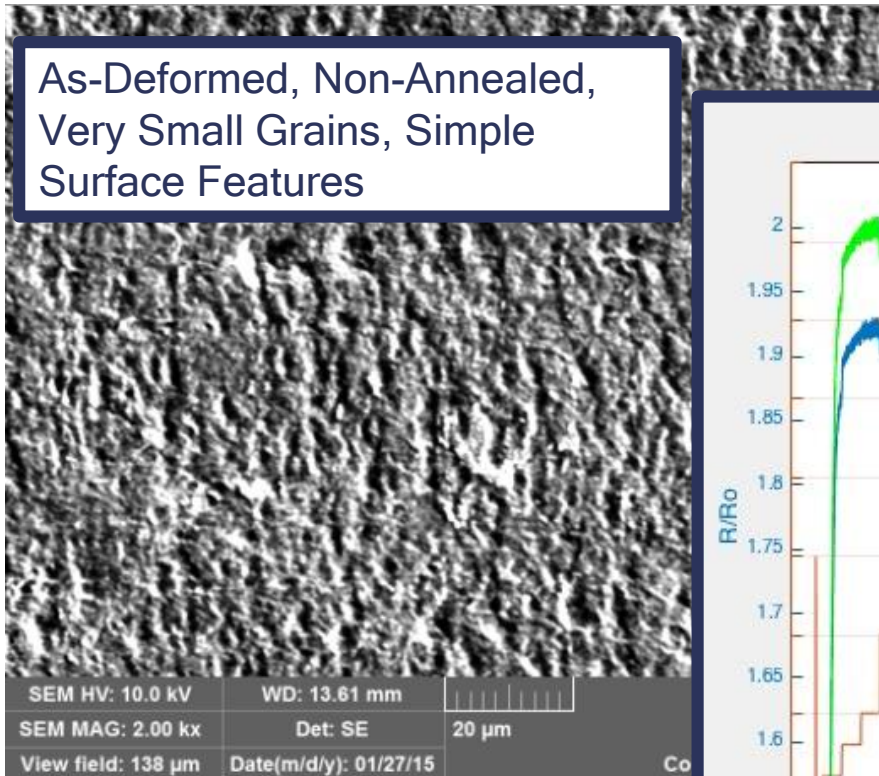 As-Deformed, Non-Annealed,
Very Small Grains, Simple
Surface Features
2
1.95
1.9
1.85
1.8
1.75
1.7
1.65
1.6
R/Ro
SEM HV: 10.0 kV
WD: 13.61 mm
SEM MAG: 2.00 kx
Det: SE
20 µm
View field: 138 µm
Date(m/d/y): 01/27/15
Co